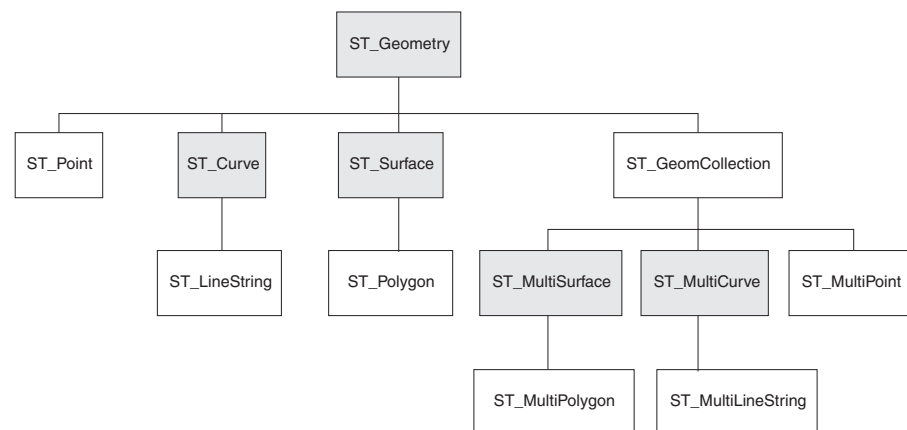 ST_Geometry
ST_Point
ST_Curve
ST_Surface
ST_GeomCollection
ST_LineString
ST_Polygon
ST_MultiSurface
ST_MultiCurve
ST_MultiPoint
ST_MultiPolygon
ST_MultiLineString